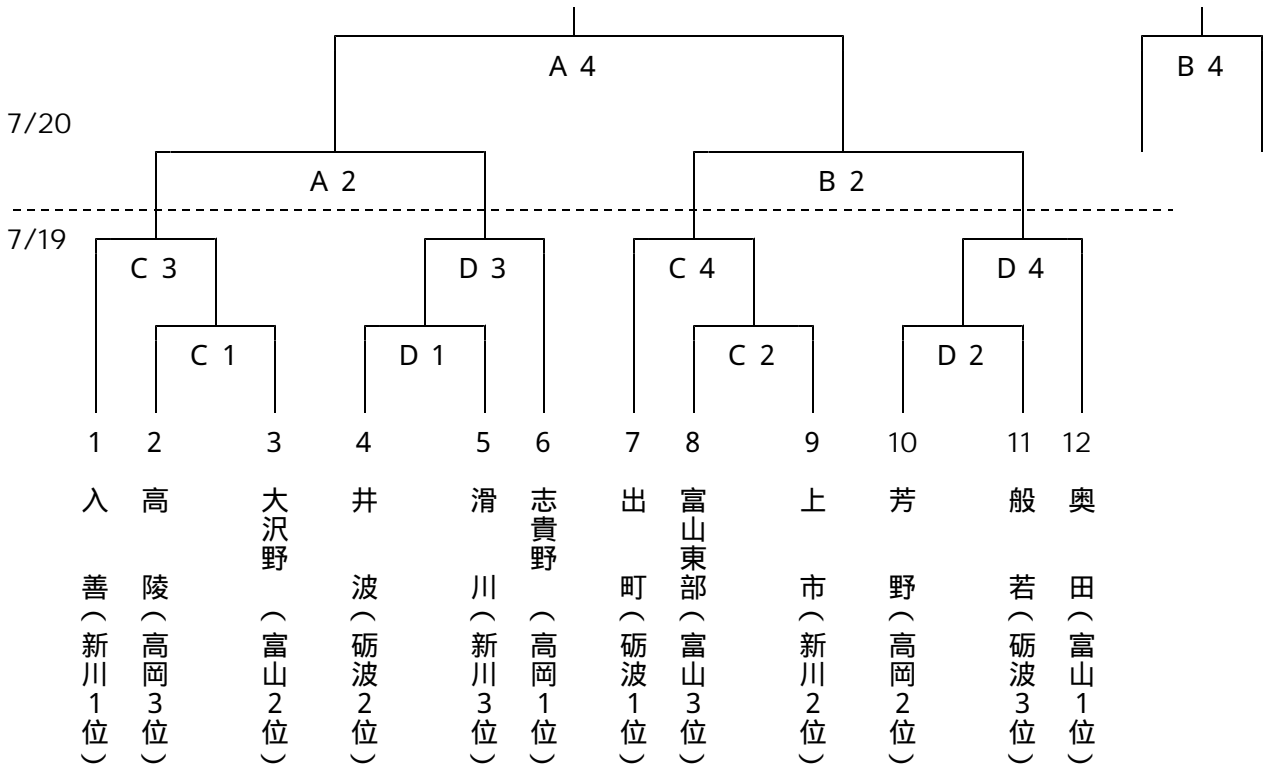 A 4
B 4
7/20
A 2
B 2
7/19
C 3
D 3
C 4
D 4
C 1
D 1
C 2
D 2
1
2
3
4
5
6
7
8
9
10
11
12
入善(新川1位)
高陵(高岡3位)
大沢野(富山2位)
井波(砺波2位)
滑川(新川3位)
志貴野(高岡1位)
出町(砺波1位)
富山東部(富山3位)
上市(新川2位)
芳野(高岡2位)
般若(砺波3位)
奥田(富山1位)